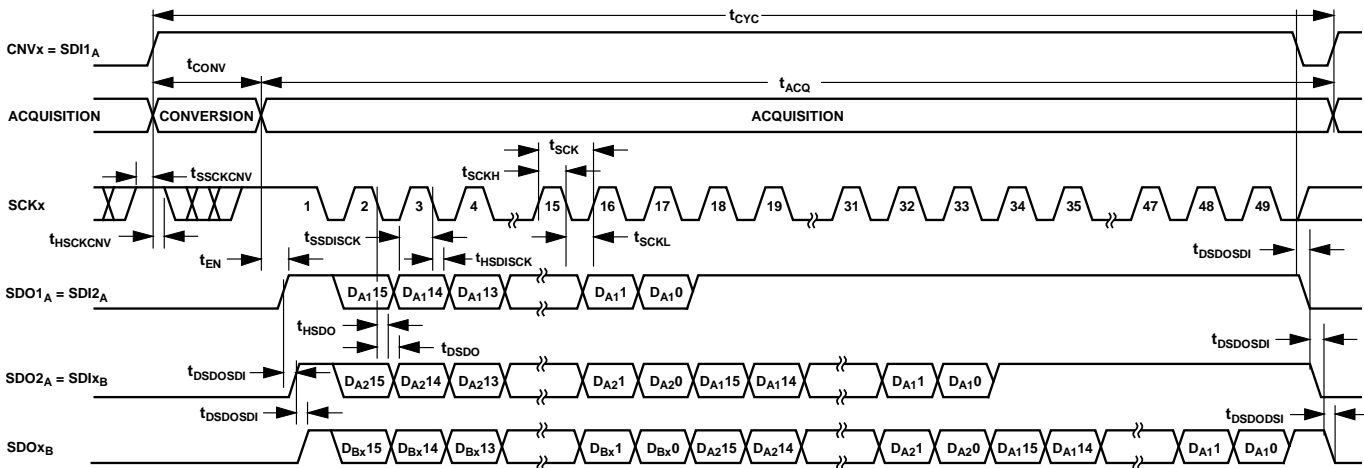 tCYC
CNVx = SDI1A
tCONV
tACQ
ACQUISITION CONVERSION ACQUISITION
tSSCKCNV
tSCK
tSCKH
SCKx 1 2 3 4 15 16 17 18 19 31 32 33 34 35 47 48 49
tHSCKCNV
tSSDISCK
tSCKL
tDSDOSDI
tEN
tHSDISCK
SDO1A = SDI2A DA115 DA114 DA113 DA11 DA10
tHSDO
tDSDO
tDSDOSDI
tDSDOSDI
SDO2A = SDIxB DA215 DA214 DA213 DA21 DA20 DA115 DA114 DA11 DA10
tDSDOSDI
tDSDODSI
SDOxB DBx15 DBx14 DBx13 DBx1 DBx0 DA215 DA214 DA21 DA20 DA115 DA114 DA11 DA10